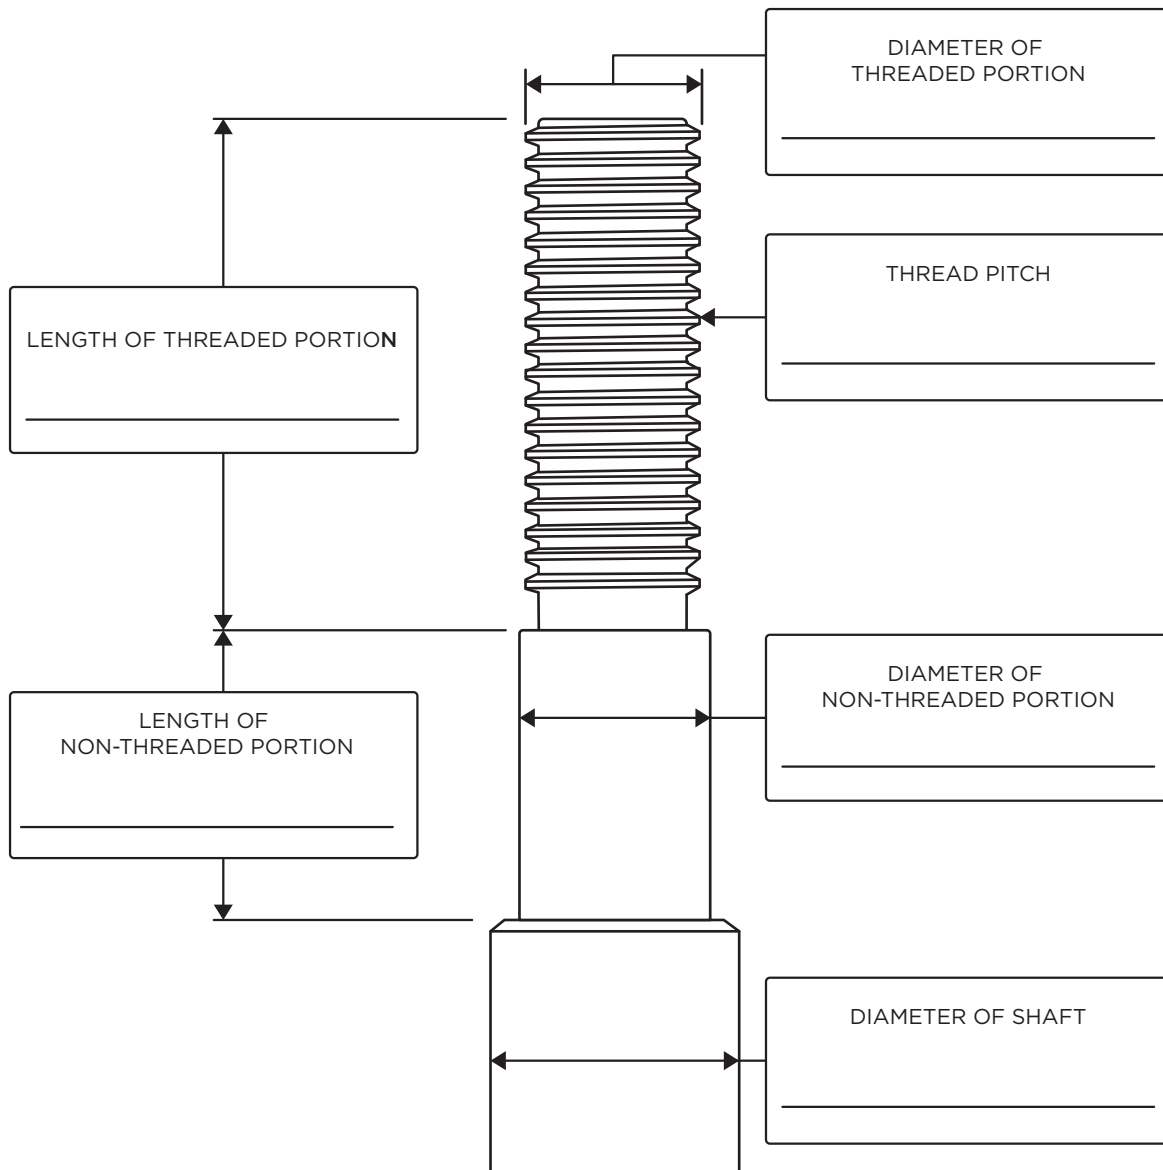 DIAMETER OF
THREADED PORTION
THREAD PITCH
LENGTH OF THREADED PORTION
DIAMETER OF
NON-THREADED PORTION
LENGTH OF
NON-THREADED PORTION
DIAMETER OF SHAFT